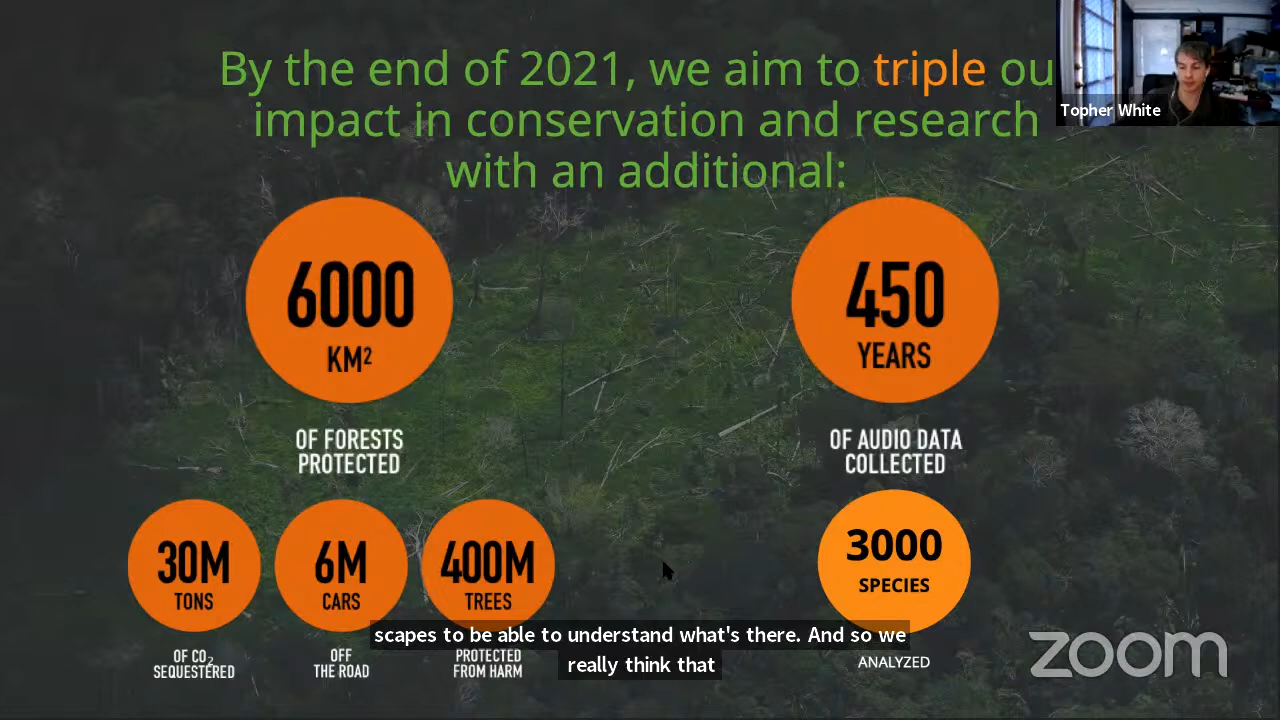 By the end of 2021, we aim to triple ou
impact in conservation and research
with an additional:
Topher White
6000
KM²
OF FORESTS
PROTECTED
450
YEARS
OF AUDIO DATA
COLLECTED
30M
TONS
OF CO₂
SEQUESTERED
6M
CARS
OFF
THE ROAD
400M
TREES
PROTECTED
FROM HARM
3000
SPECIES
ANALYZED
scapes to be able to understand what's there. And so we
really think that
zoom